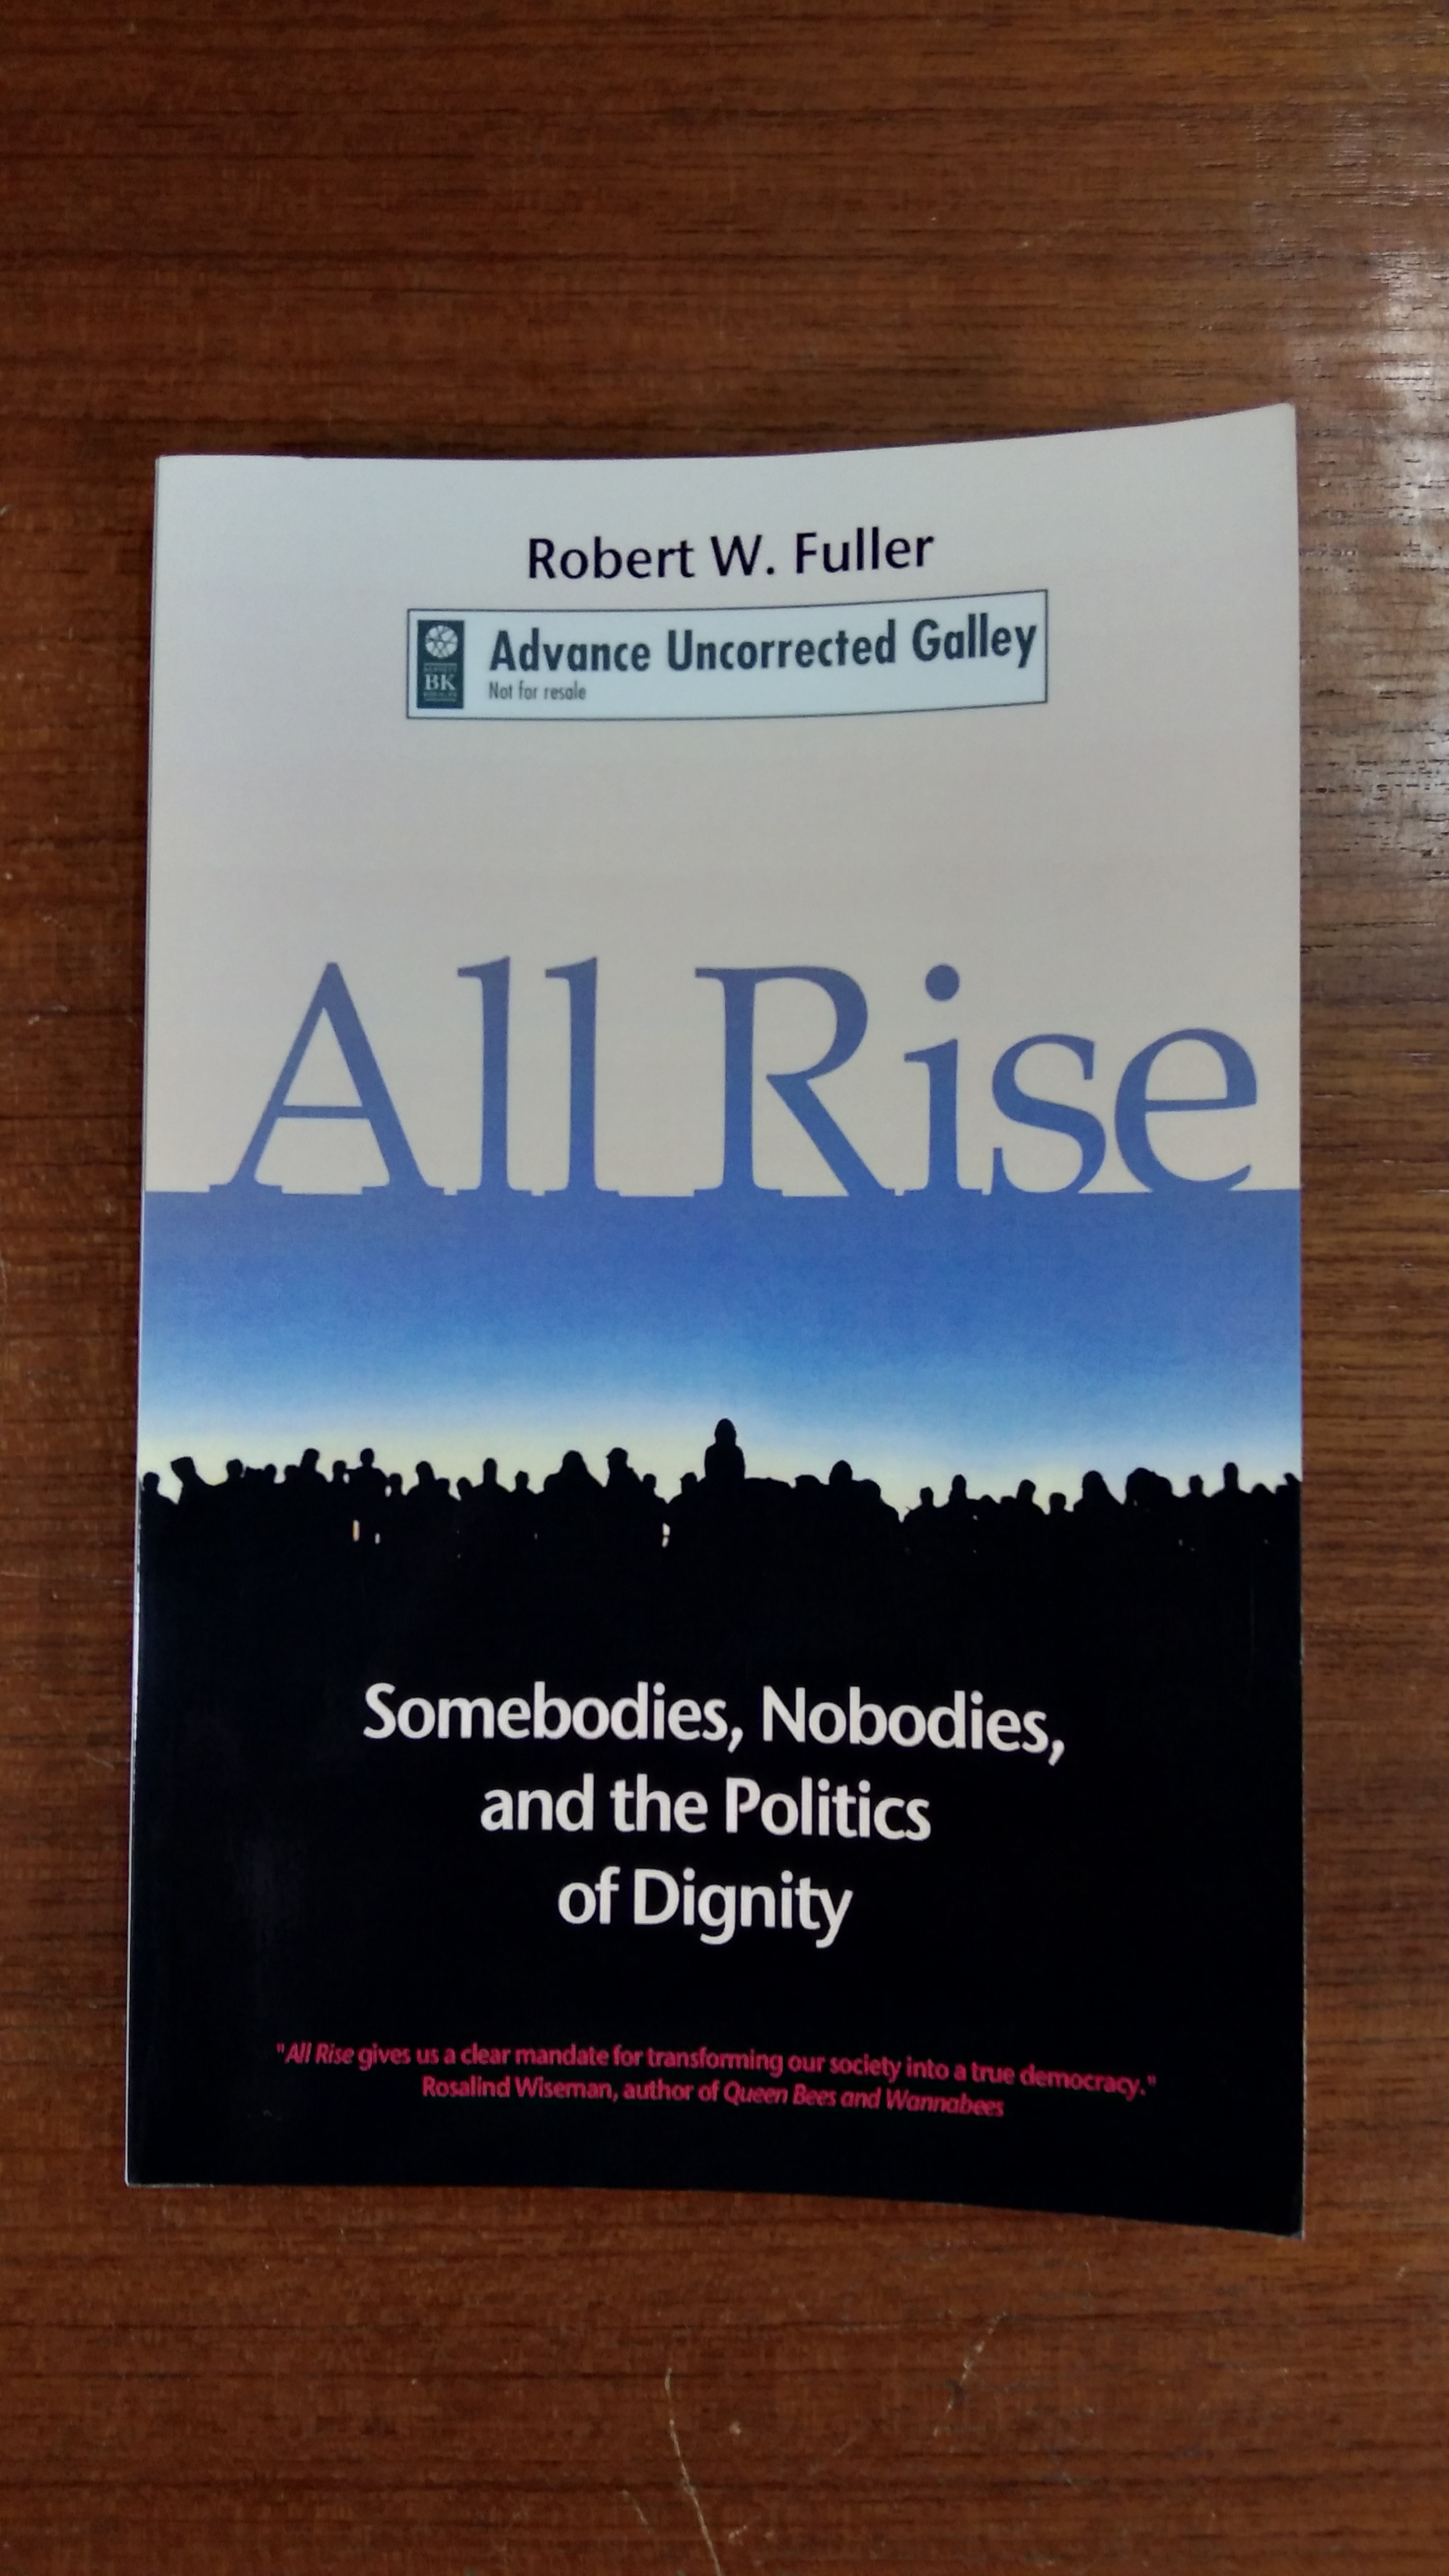 Robert W. Fuller
BK
Advance Uncorrected Galley
Not for resale
All Rise
Somebodies, Nobodies,
and the Politics
of Dignity
"All Rise gives us a clear mandate for transforming our society into a true democracy."
Rosalind Wiseman, author of Queen Bees and Wannabees